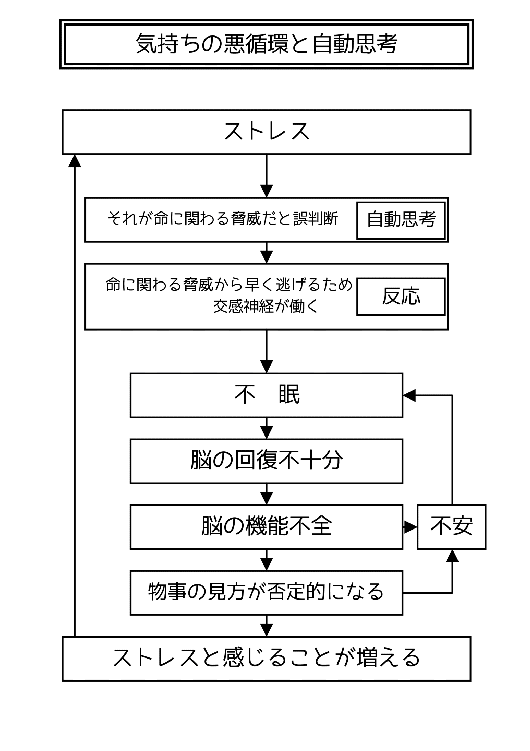 気持ちの悪循環と自動思考
ストレス
それが命に関わる脅威だと誤判断
自動思考
命に関わる脅威から早く逃げるため
交感神経が働く
反応
不　眠
脳の回復不十分
脳の機能不全
不安
物事の見方が否定的になる
ストレスと感じることが増える